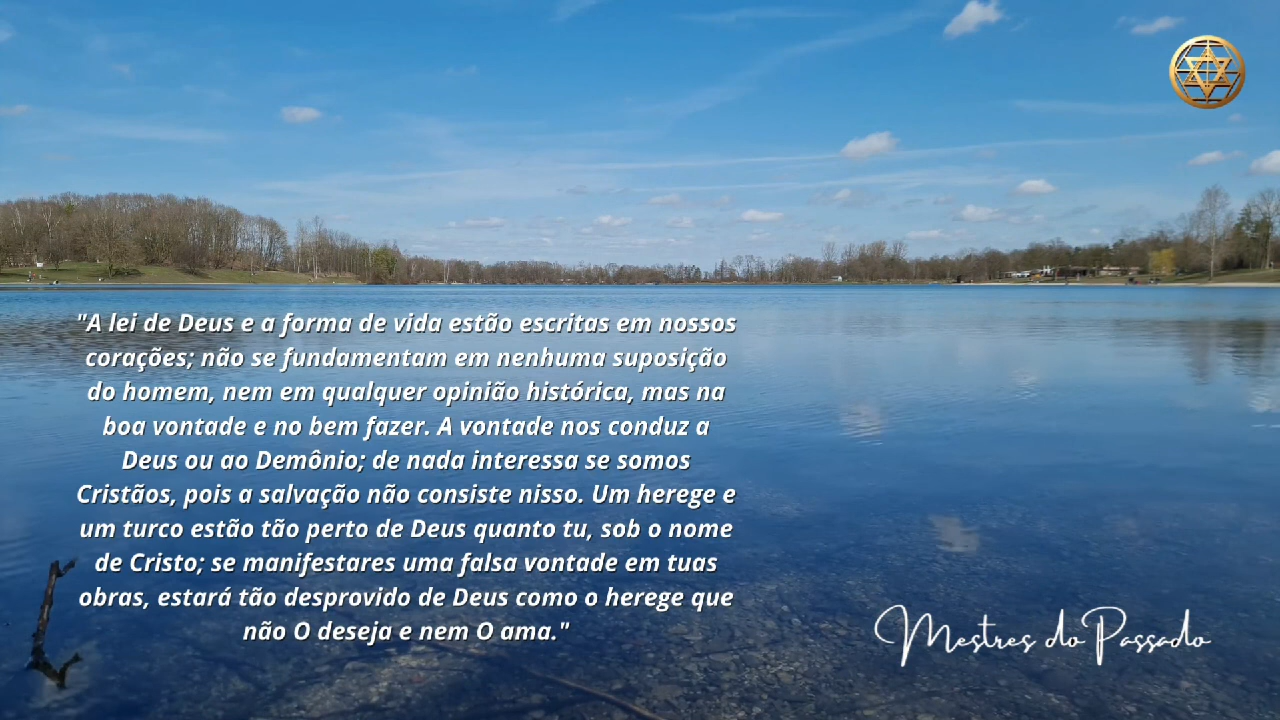 "A lei de Deus e a forma de vida estão escritas em nossos
corações; não se fundamentam em nenhuma suposição
do homem, nem em qualquer opinião histórica, mas na
boa vontade e no bem fazer. A vontade nos conduz a
Deus ou ao Demônio; de nada interessa se somos
Cristãos, pois a salvação não consiste nisso. Um herege e
um turco estão tão perto de Deus quanto tu, sob o nome
de Cristo; se manifestares uma falsa vontade em tuas
obras, estará tão desprovido de Deus como o herege que
não O deseja e nem O ama."
Mestres do Passado